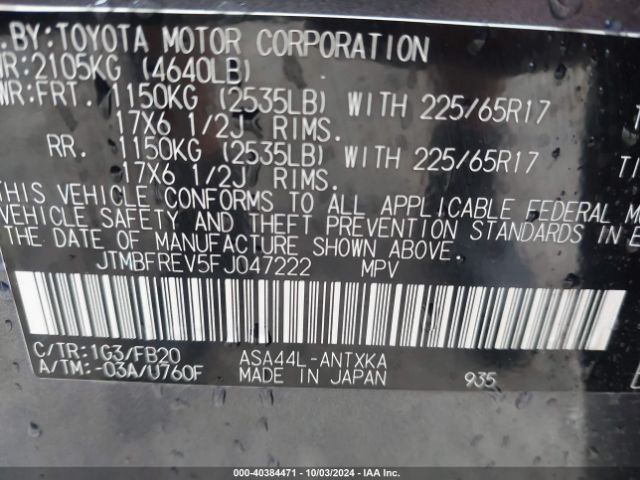 . BY: TOYOTA MOTOR CORPORATION
WR: 2105KG (4640LB)
WR: FRT. 1150KG (2535LB) WITH 225/65R17
17X6 1/2J RIMS.
RR. 1150KG (2535LB) WITH 225/65R17
17X6 1/2J RIMS.
THIS VEHICLE CONFORMS TO ALL APPLICABLE FEDERAL M
VEHICLE SAFETY AND THEFT PREVENTION STANDARDS IN E
THE DATE OF MANUFACTURE SHOWN ABOVE.
JTMBFREV5FJ047222 MPV
C/TR: 1G3/FB20 ASA44L-ANTXKA
A/TM: -03A/U760F MADE IN JAPAN 935
000-40384471 | 10/03/2024 | IAA, Inc.